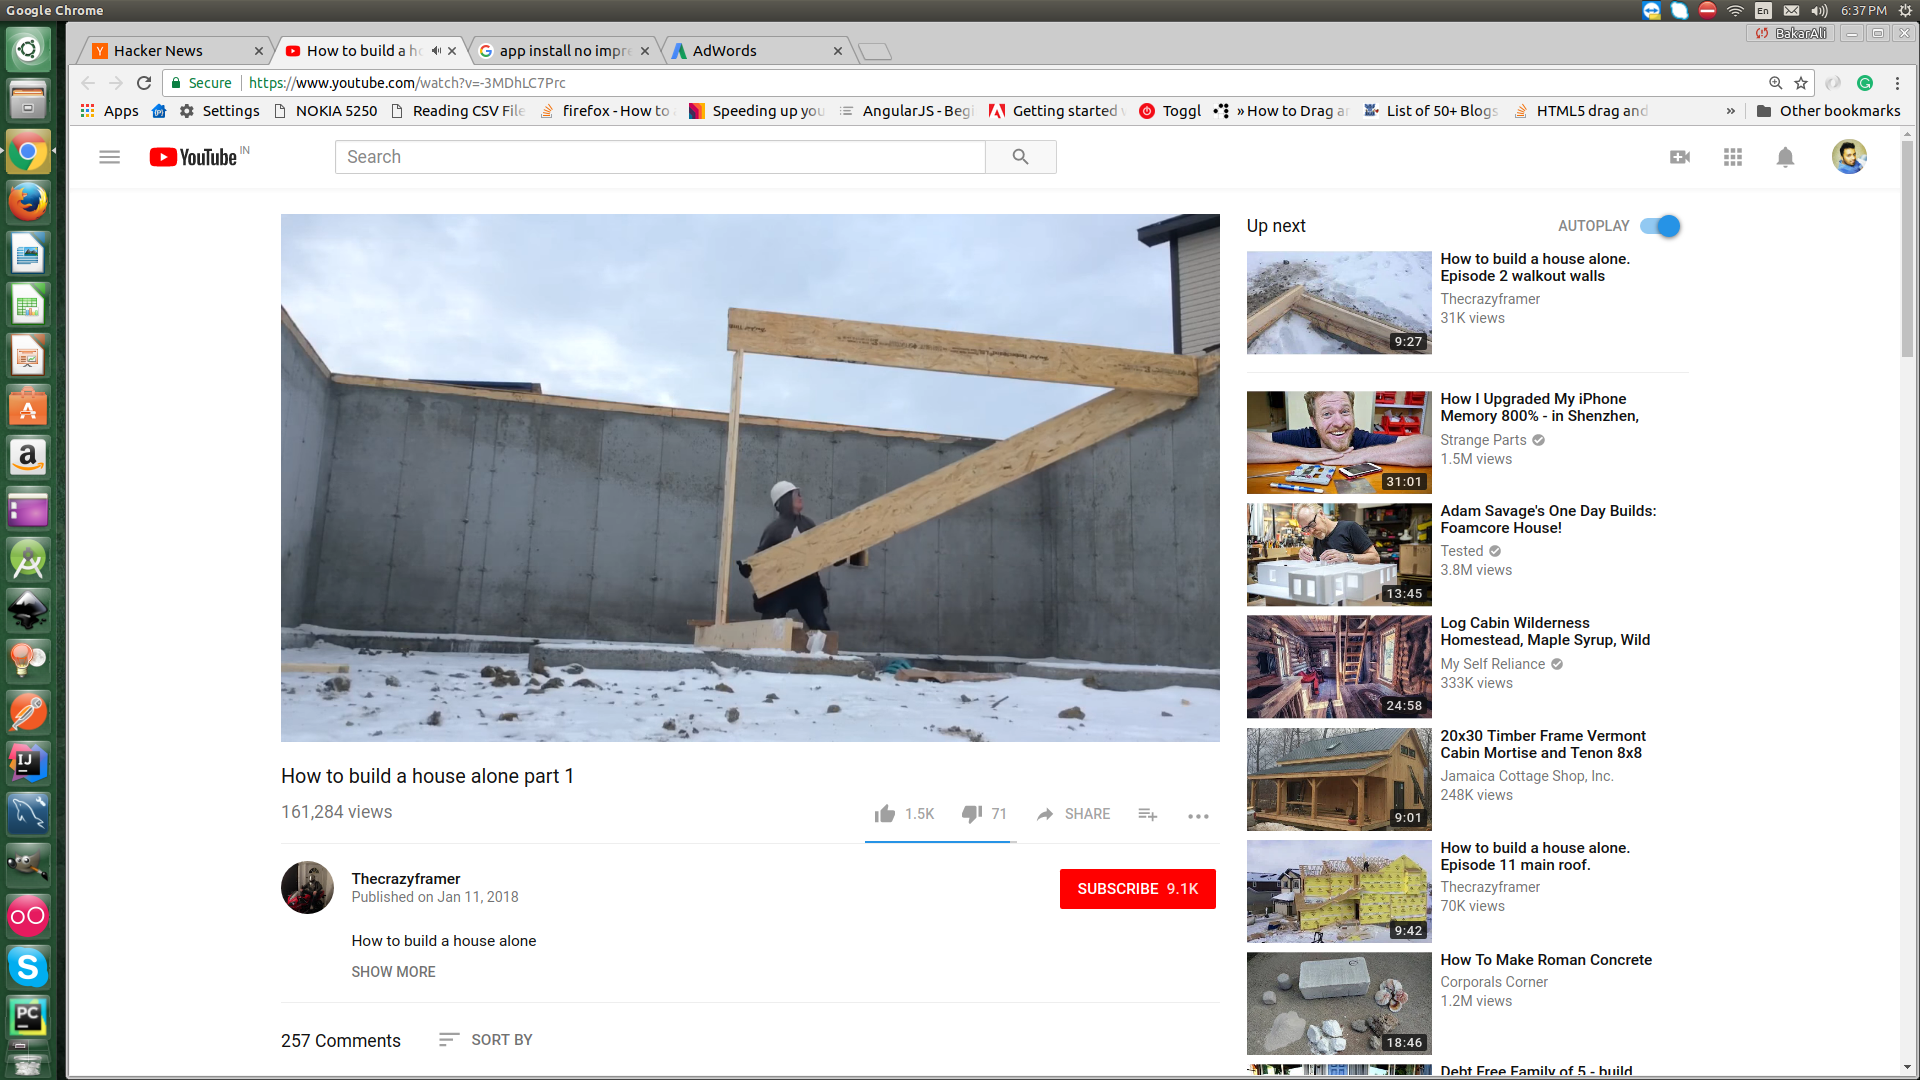 Google Chrome
En
6:37 PM
BakarAli
Hacker News
How to build a ho
app install no impre
AdWords
Secure
https://www.youtube.com/watch?v=-3MDhLC7Prc
Apps
Settings
NOKIA 5250
Reading CSV File
firefox - How to
Speeding up you
AngularJS - Begi
Getting started
Toggl
» How to Drag an
List of 50+ Blogs
HTML5 drag and
»
Other bookmarks
YouTube IN
Search
Up next
AUTOPLAY
How to build a house alone.
Episode 2 walkout walls
Thecrazyframer
31K views
9:27
How I Upgraded My iPhone
Memory 800% - in Shenzhen,
Strange Parts
1.5M views
31:01
Adam Savage's One Day Builds:
Foamcore House!
Tested
3.8M views
13:45
Log Cabin Wilderness
Homestead, Maple Syrup, Wild
My Self Reliance
333K views
24:58
20x30 Timber Frame Vermont
Cabin Mortise and Tenon 8x8
Jamaica Cottage Shop, Inc.
248K views
9:01
How to build a house alone.
Episode 11 main roof.
Thecrazyframer
70K views
9:42
How To Make Roman Concrete
Corporals Corner
1.2M views
18:46
Debt Free Family of 5 - build
How to build a house alone part 1
161,284 views
1.5K
71
SHARE
Thecrazyframer
Published on Jan 11, 2018
SUBSCRIBE 9.1K
How to build a house alone
SHOW MORE
257 Comments
SORT BY